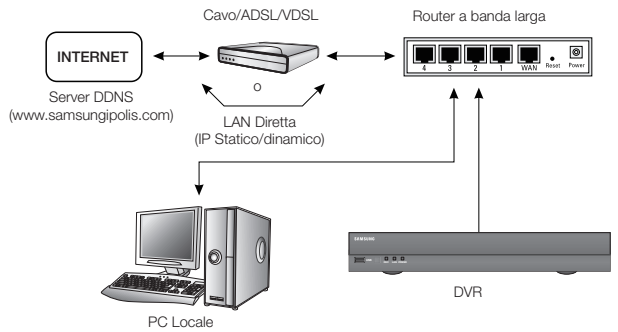 Cavo/ADSL/VDSL
Router a banda larga
INTERNET
4 3 2 1 WAN Reset Power
Server DDNS
(www.samsungipolis.com)
o
LAN Diretta
(IP Statico/dinamico)
SAMSUNG
DVR
PC Locale